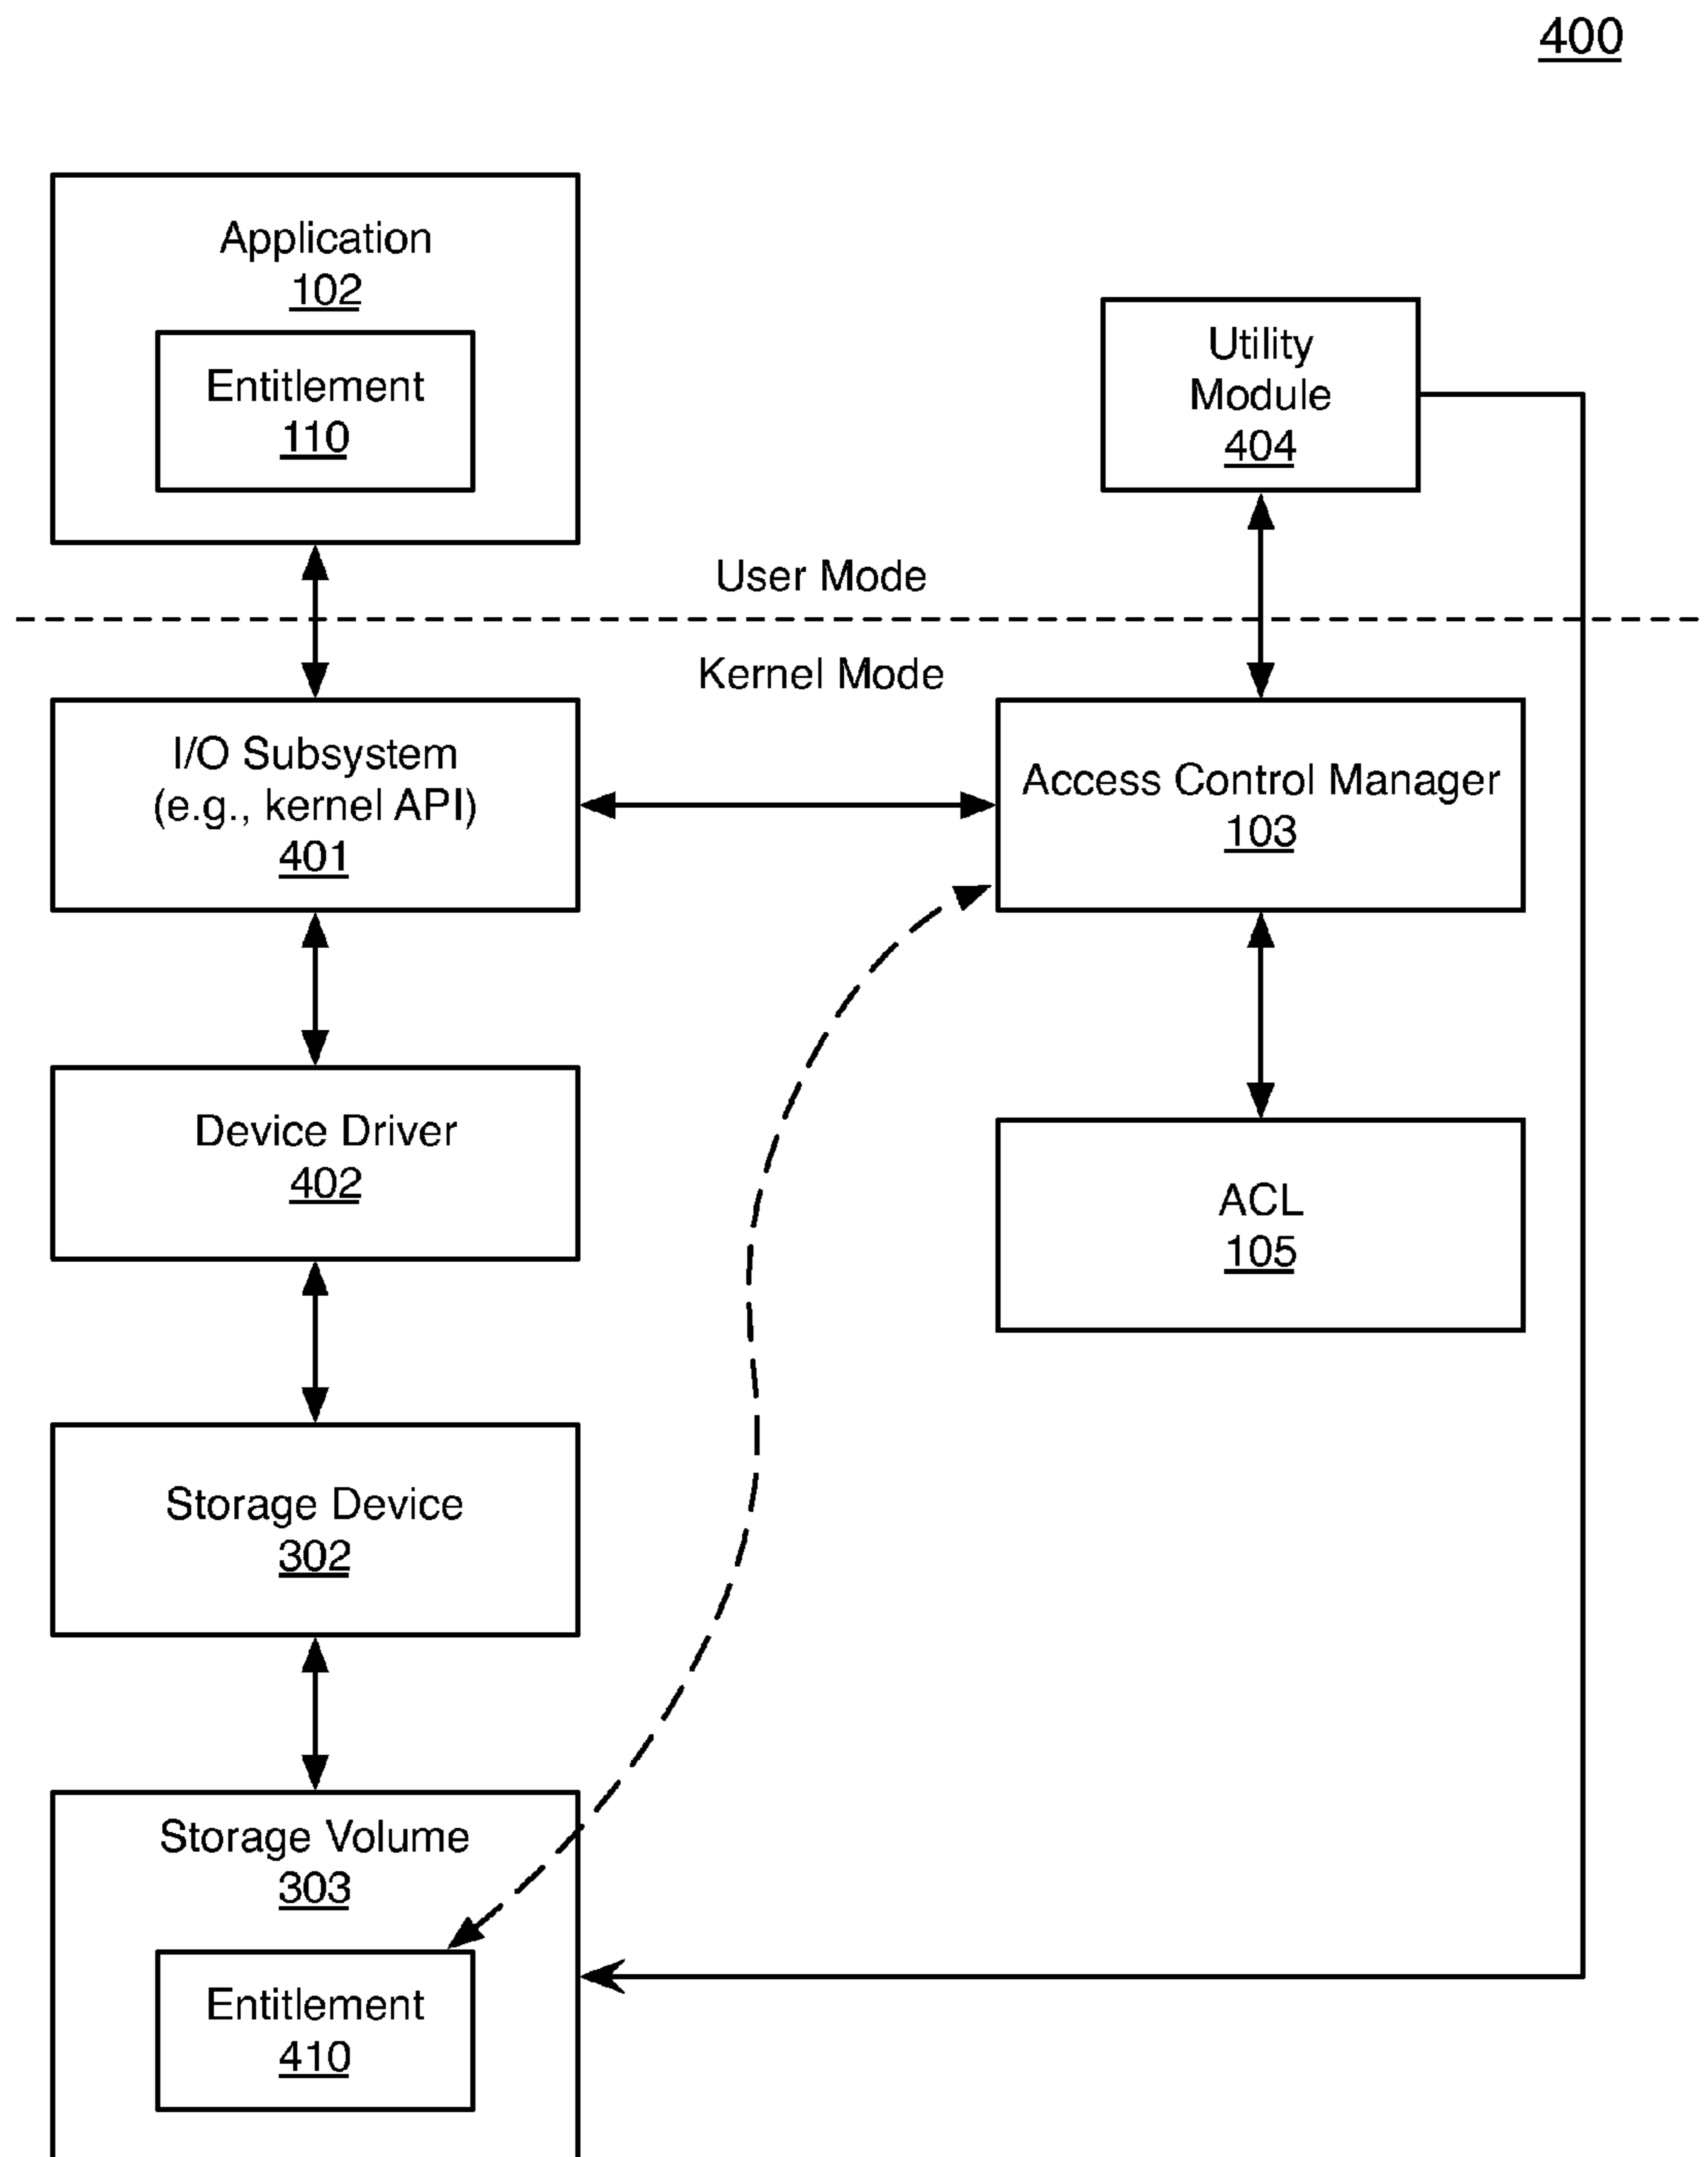 400
Application
102
Entitlement
110
Utility
Module
404
User Mode
Kernel Mode
I/O Subsystem
(e.g., kernel API)
401
Access Control Manager
103
Device Driver
402
ACL
105
Storage Device
302
Storage Volume
303
Entitlement
410